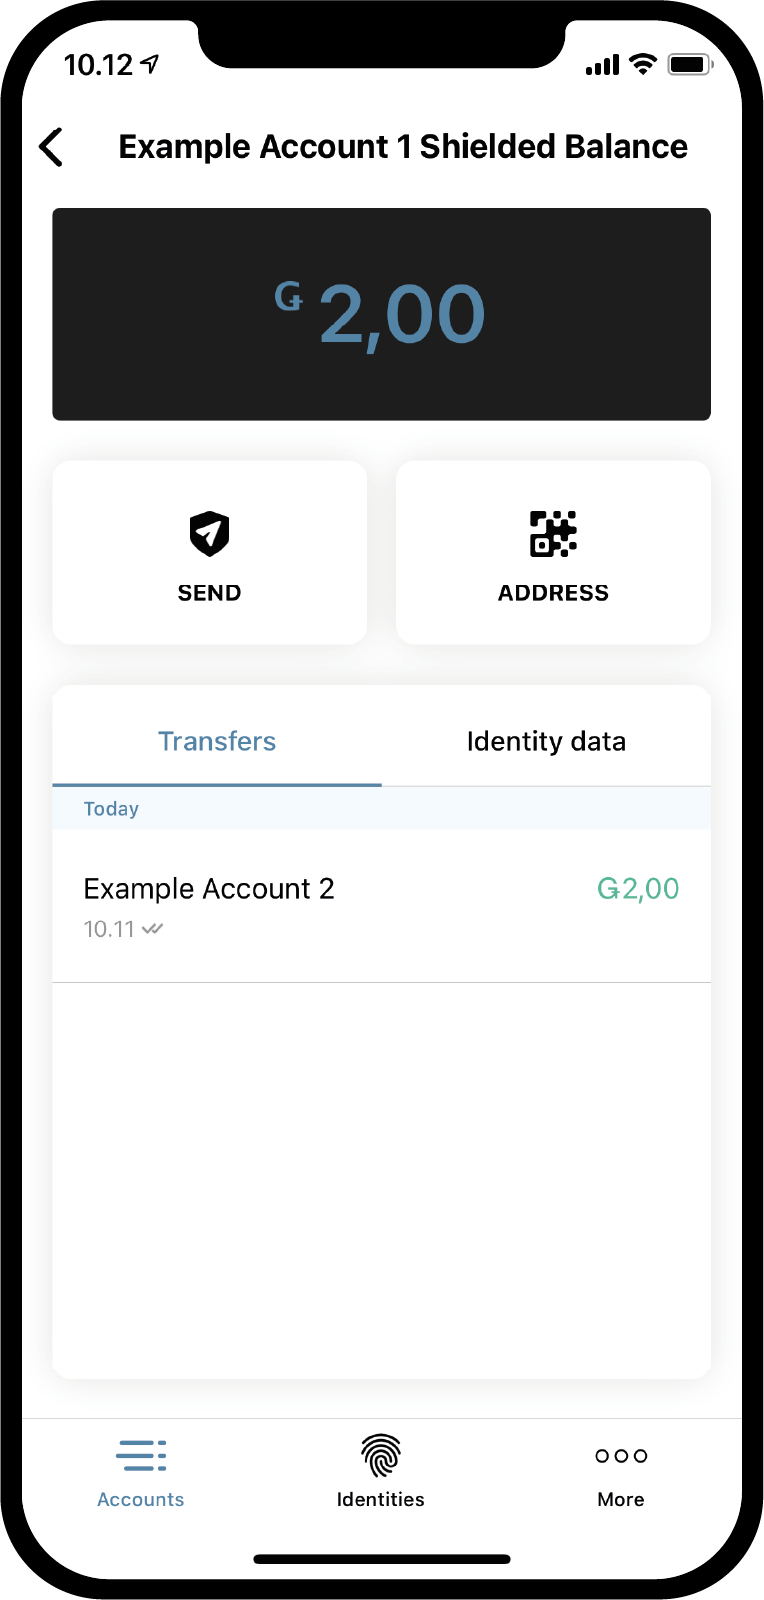 10.12
Example Account 1 Shielded Balance
Ǥ 2,00
SEND
ADDRESS
Transfers
Identity data
Today
Example Account 2
Ǥ2,00
10.11
Accounts
Identities
More